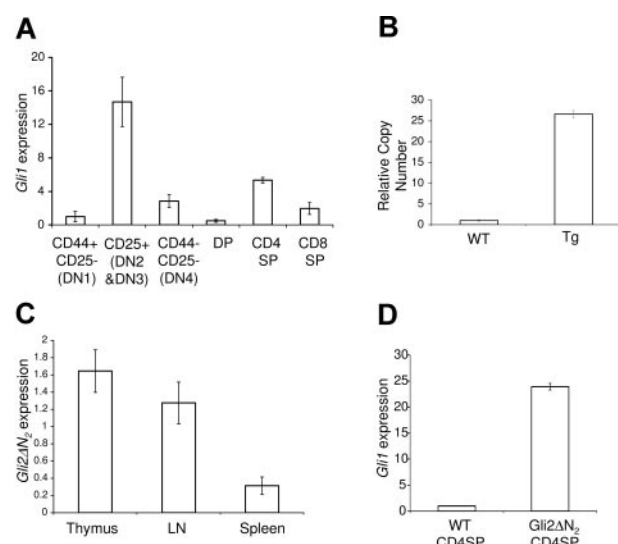 A
Gli1 expression
20
16
12
8
4
0
CD44+
CD25-
(DN1)
CD25+
(DN2
&DN3)
CD44-
CD25-
(DN4)
DP
CD4
SP
CD8
SP
B
Relative Copy
Number
30
25
20
15
10
5
0
WT
Tg
C
Gli2ΔN₂ expression
2
1.8
1.6
1.4
1.2
1
0.8
0.6
0.4
0.2
0
Thymus
LN
Spleen
D
Gli1 expression
30
25
20
15
10
5
0
WT
CD4SP
Gli2ΔN₂
CD4SP